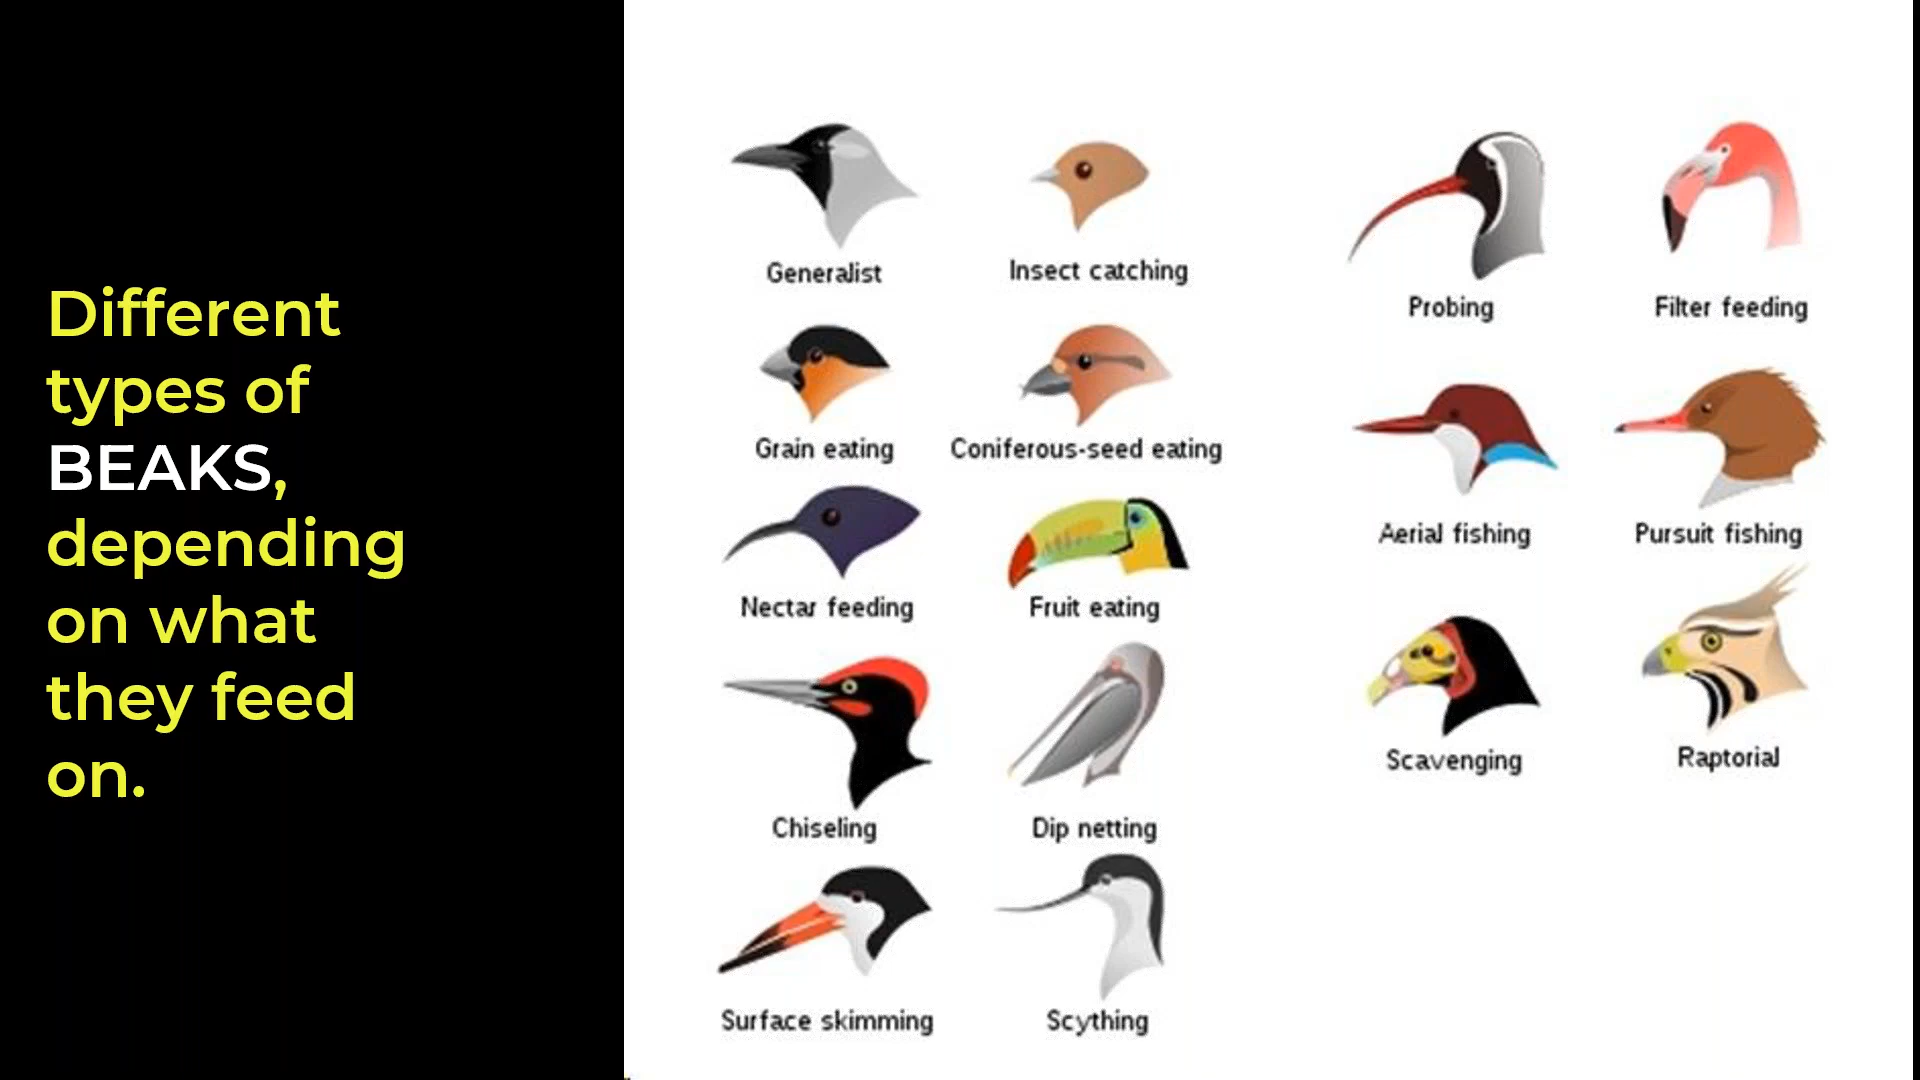 Different
types of
BEAKS,
depending
on what
they feed
on.
Generalist
Insect catching
Grain eating
Coniferous-seed eating
Nectar feeding
Fruit eating
Chiseling
Dip netting
Surface skimming
Scything
Probing
Filter feeding
Aerial fishing
Pursuit fishing
Scavenging
Raptorial